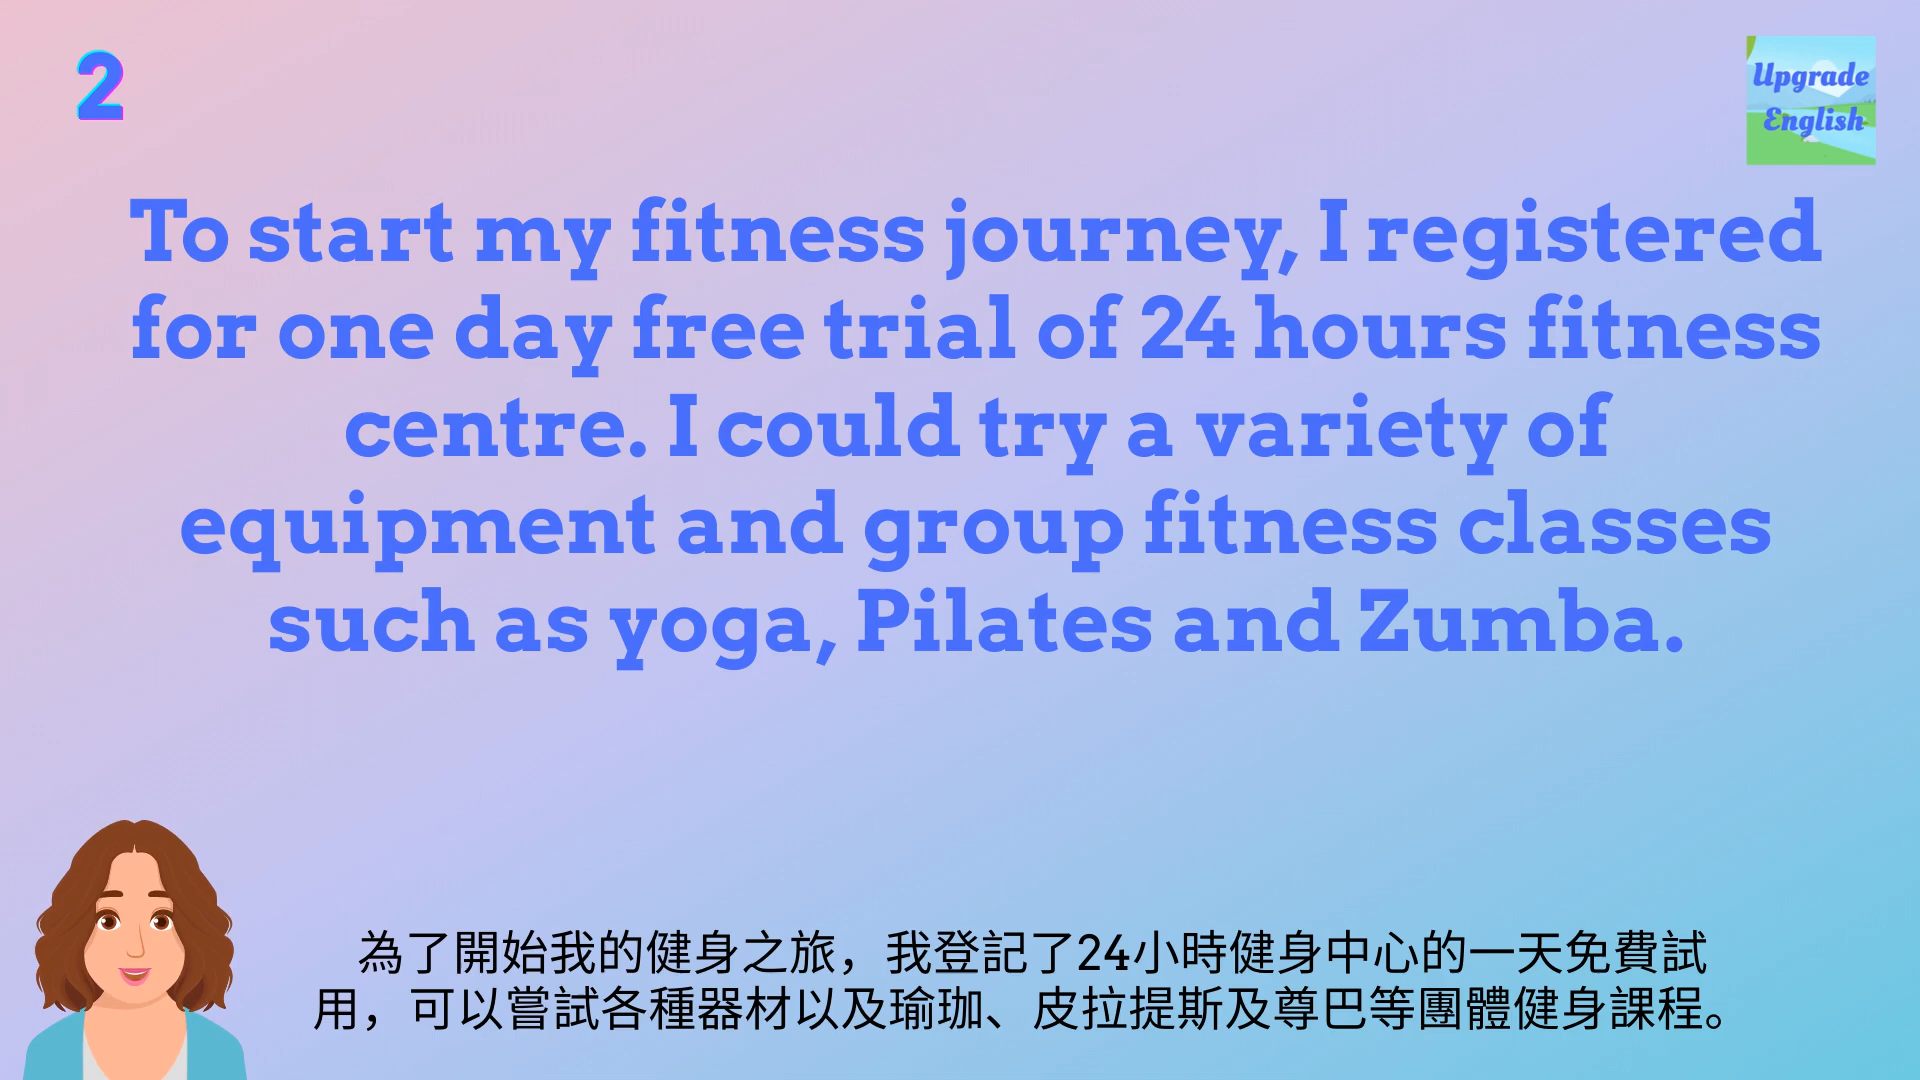 2
Upgrade
English
To start my fitness journey, I registered
for one day free trial of 24 hours fitness
centre. I could try a variety of
equipment and group fitness classes
such as yoga, Pilates and Zumba.
為了開始我的健身之旅，我登記了24小時健身中心的一天免費試
用，可以嘗試各種器材以及瑜珈、皮拉提斯及尊巴等團體健身課程。